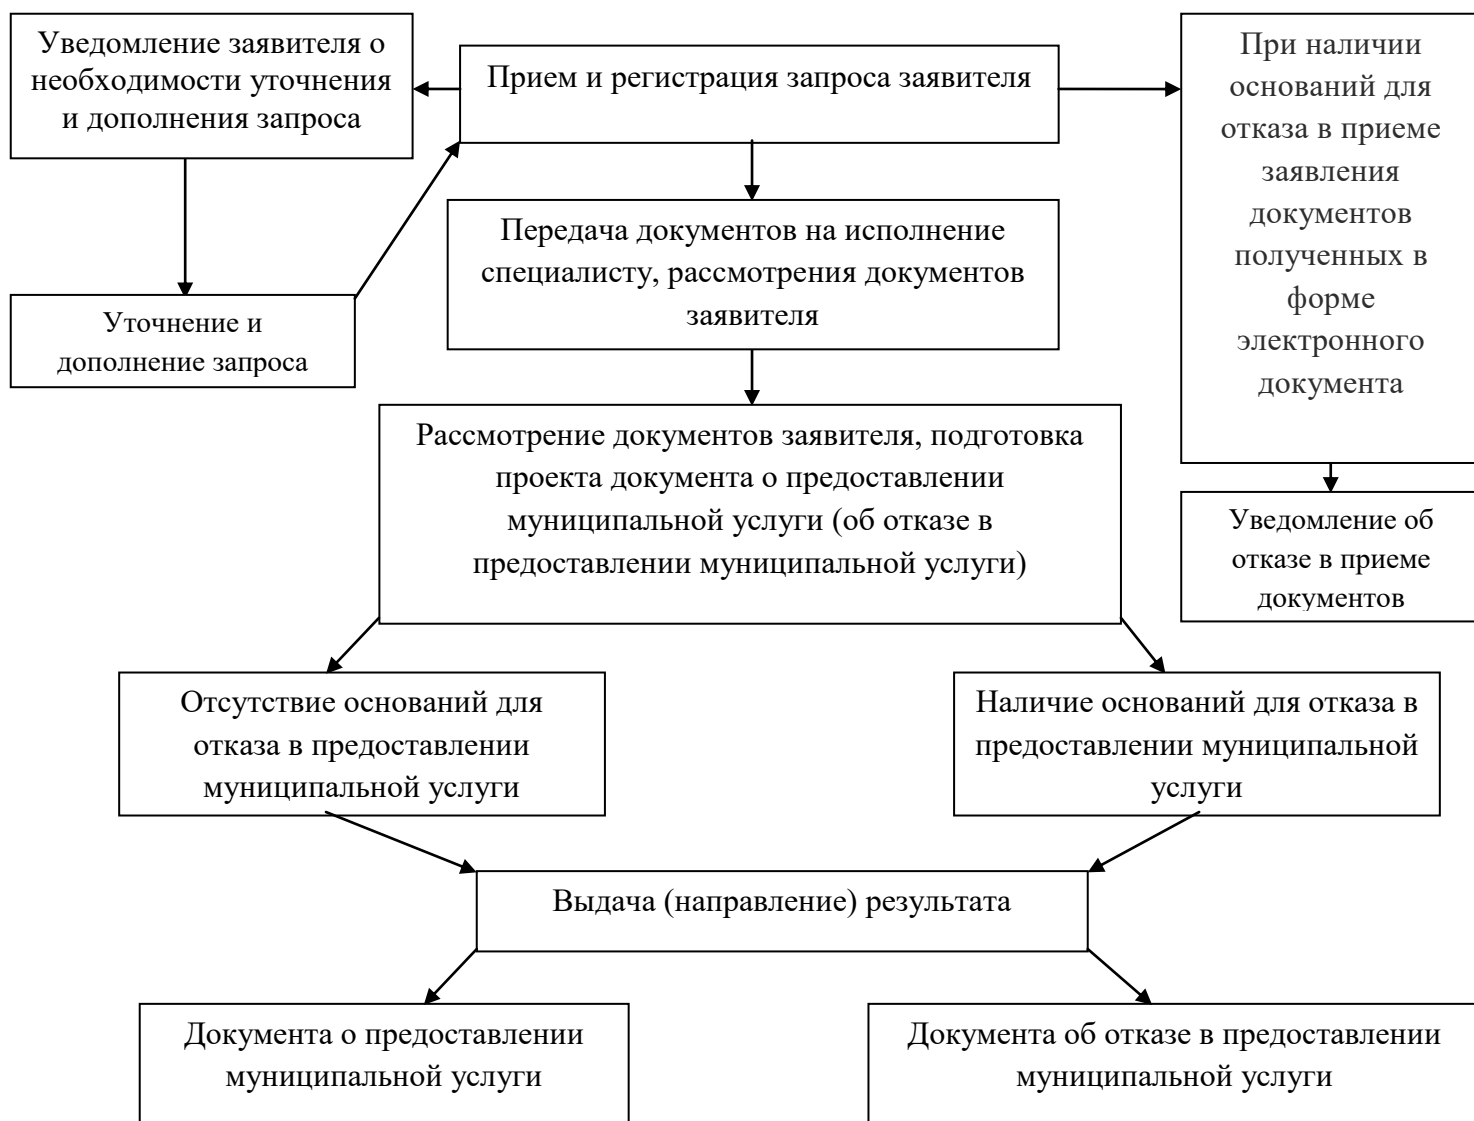 Уведомление заявителя о
необходимости уточнения
и дополнения запроса
Прием и регистрация запроса заявителя
При наличии
оснований для
отказа в приеме
заявления
документов
полученных в
форме
электронного
документа
Передача документов на исполнение
специалисту, рассмотрения документов
заявителя
Уточнение и
дополнение запроса
Рассмотрение документов заявителя, подготовка
проекта документа о предоставлении
муниципальной услуги (об отказе в
предоставлении муниципальной услуги)
Уведомление об
отказе в приеме
документов
Отсутствие оснований для
отказа в предоставлении
муниципальной услуги
Наличие оснований для отказа в
предоставлении муниципальной
услуги
Выдача (направление) результата
Документа о предоставлении
муниципальной услуги
Документа об отказе в предоставлении
муниципальной услуги